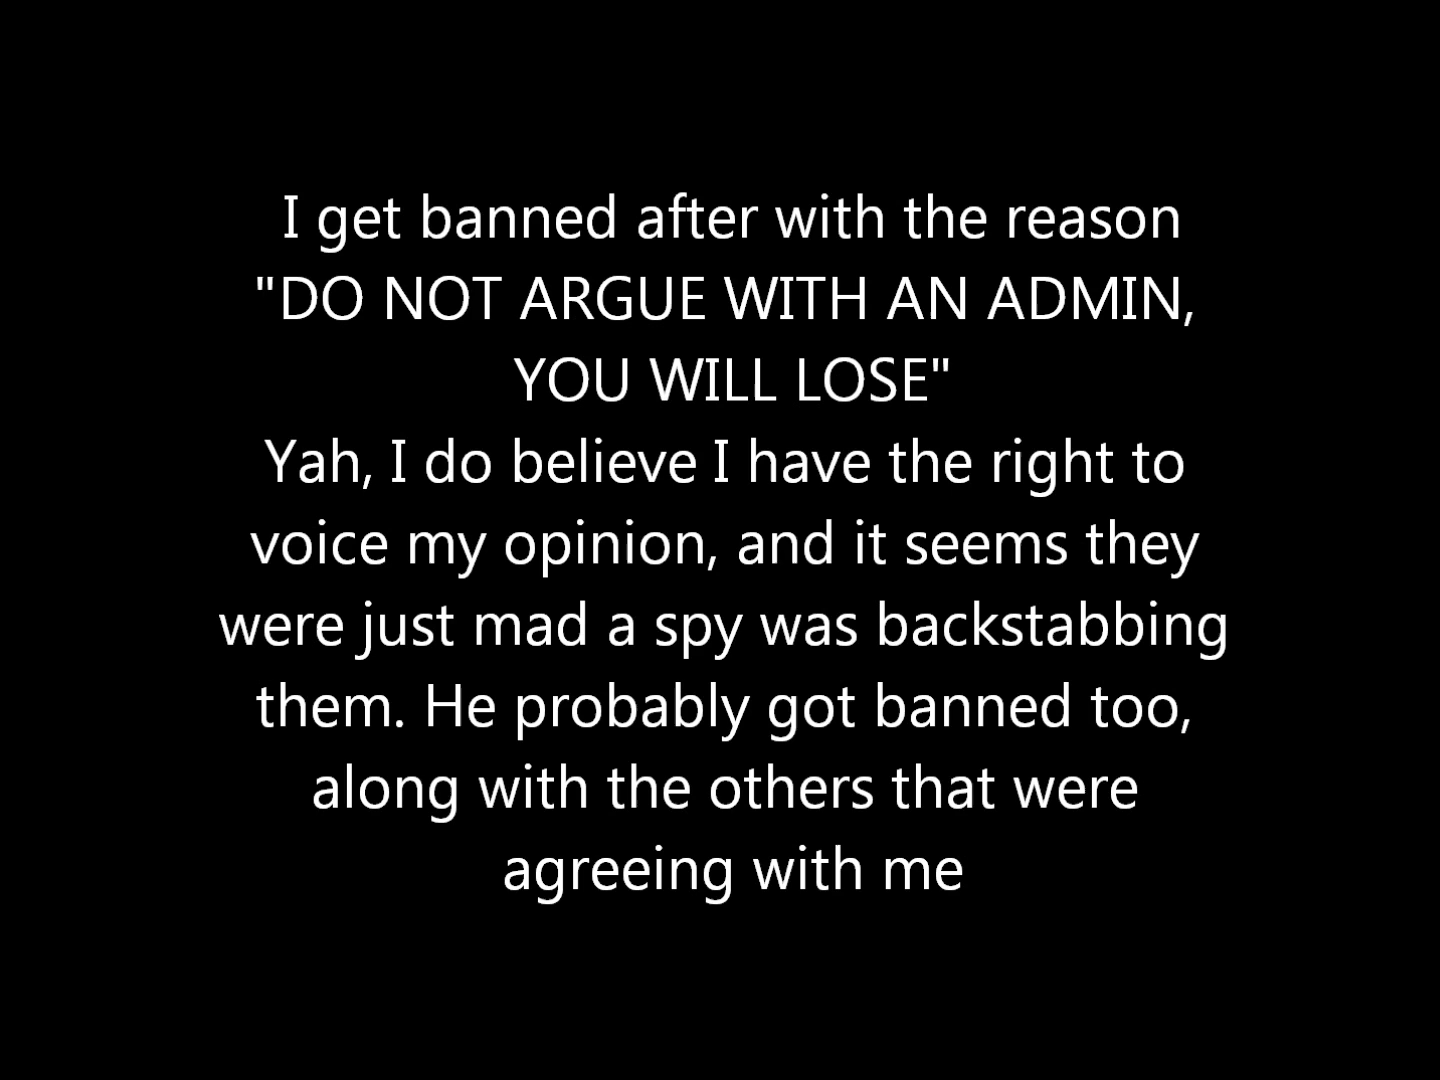 I get banned after with the reason
"DO NOT ARGUE WITH AN ADMIN,
YOU WILL LOSE"
Yah, I do believe I have the right to
voice my opinion, and it seems they
were just mad a spy was backstabbing
them. He probably got banned too,
along with the others that were
agreeing with me